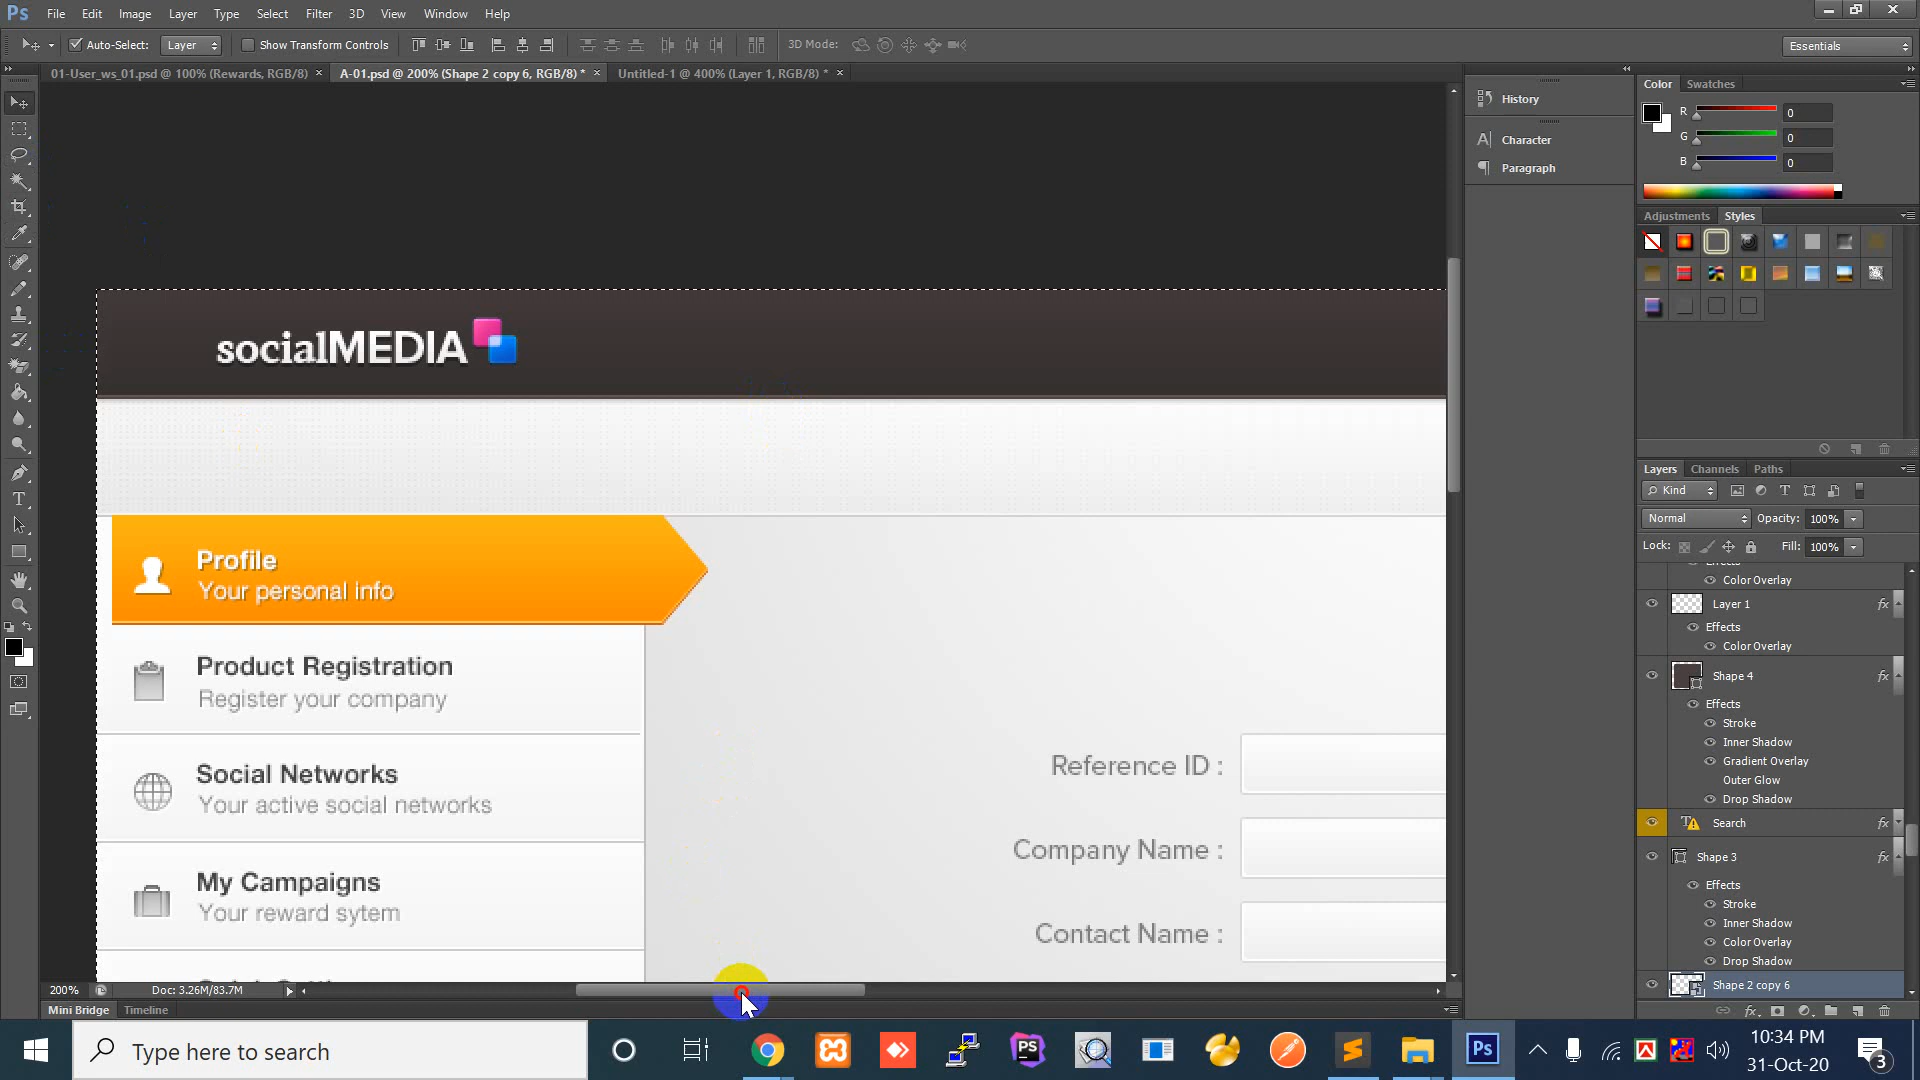 Ps File Edit Image Layer Type Select Filter 3D View Window Help
Auto-Select: Layer Show Transform Controls 3D Mode: Essentials
01-User_ws_01.psd @ 100% (Rewards, RGB/8) × A-01.psd @ 200% (Shape 2 copy 6, RGB/8) * × Untitled-1 @ 400% (Layer 1, RGB/8) * ×
History
Character
Paragraph
Color Swatches
R 0
G 0
B 0
Adjustments Styles
socialMEDIA
Profile
Your personal info
Product Registration
Register your company
Social Networks
Your active social networks
My Campaigns
Your reward sytem
Reference ID :
Company Name :
Contact Name :
Layers Channels Paths
Kind
Normal Opacity: 100%
Lock: Fill: 100%
Color Overlay
Layer 1 fx
Effects
Color Overlay
Shape 4 fx
Effects
Stroke
Inner Shadow
Gradient Overlay
Outer Glow
Drop Shadow
Search fx
Shape 3 fx
Effects
Stroke
Inner Shadow
Color Overlay
Drop Shadow
Shape 2 copy 6
200% Doc: 3.26M/83.7M
Mini Bridge Timeline
Type here to search
PS
Ps
10:34 PM
31-Oct-20
3